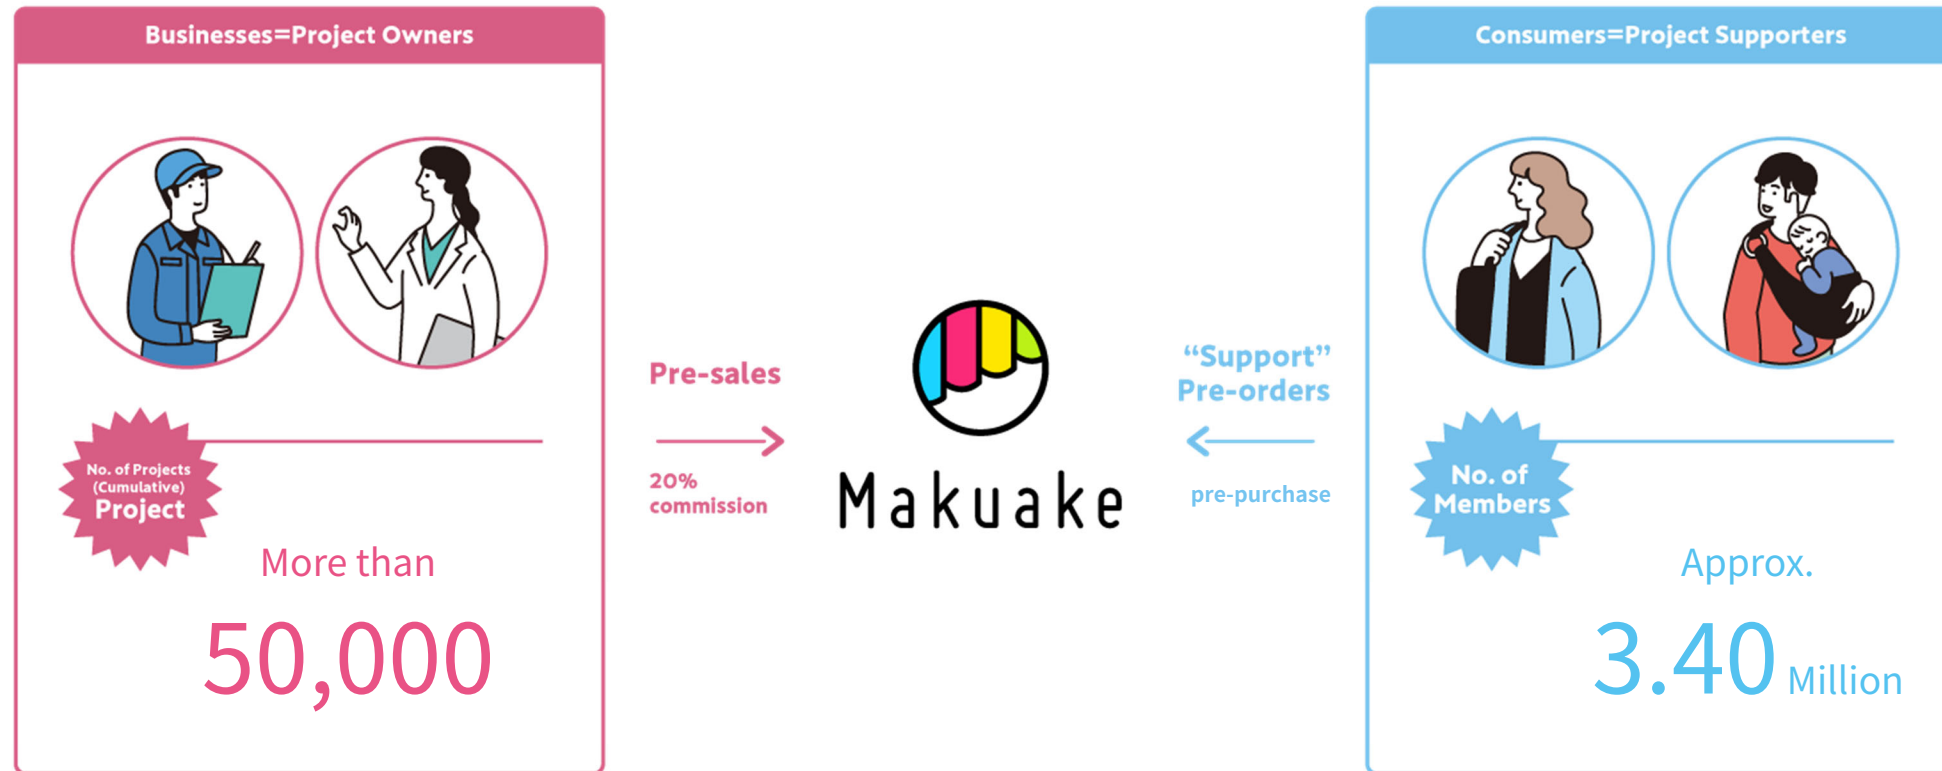 Businesses=Project Owners
No. of Projects
(Cumulative)
Project
More than
50,000
Pre-sales
20%
commission
Makuake
“Support”
Pre-orders
pre-purchase
Consumers=Project Supporters
No. of
Members
Approx.
3.40 Million